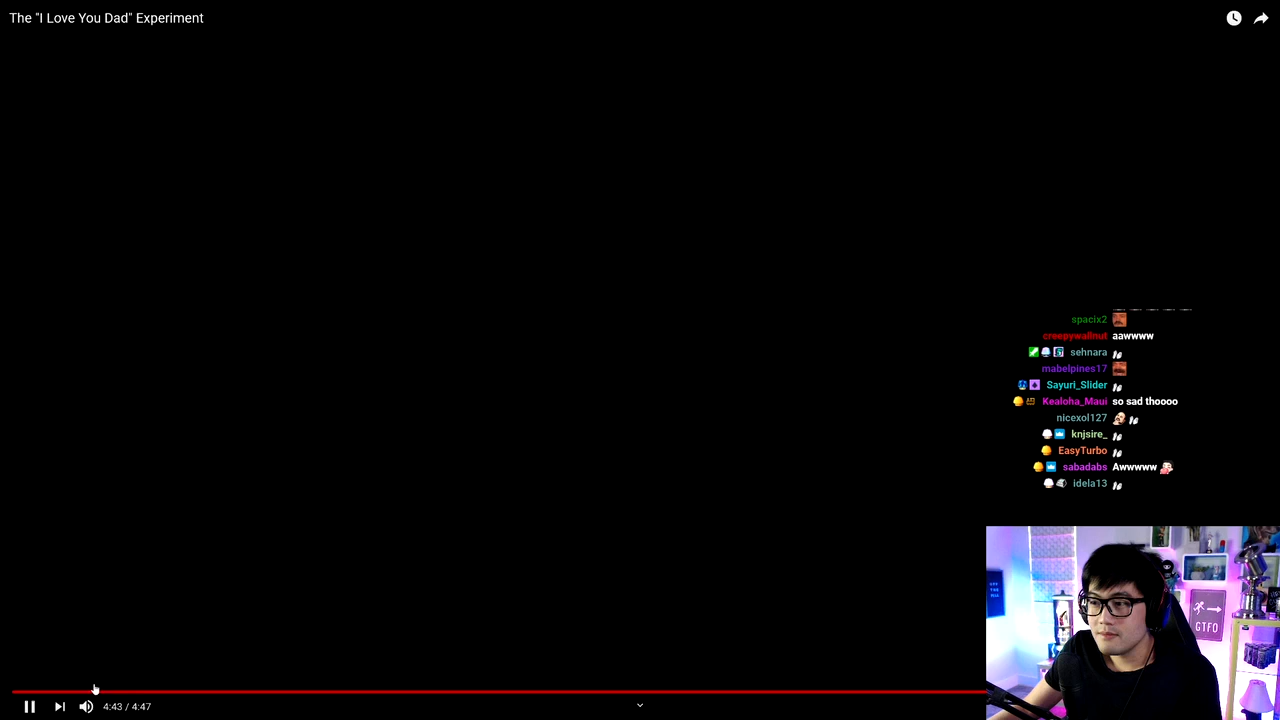 The "I Love You Dad" Experiment
spacix2
creepywallnut aawwww
sehnara
mabelpines17
Sayuri_Slider
Kealoha_Maui so sad thoooo
nicexol127
knjsire_
EasyTurbo
sabadabs Awwwww
idela13
GTFO
4:43 / 4:47